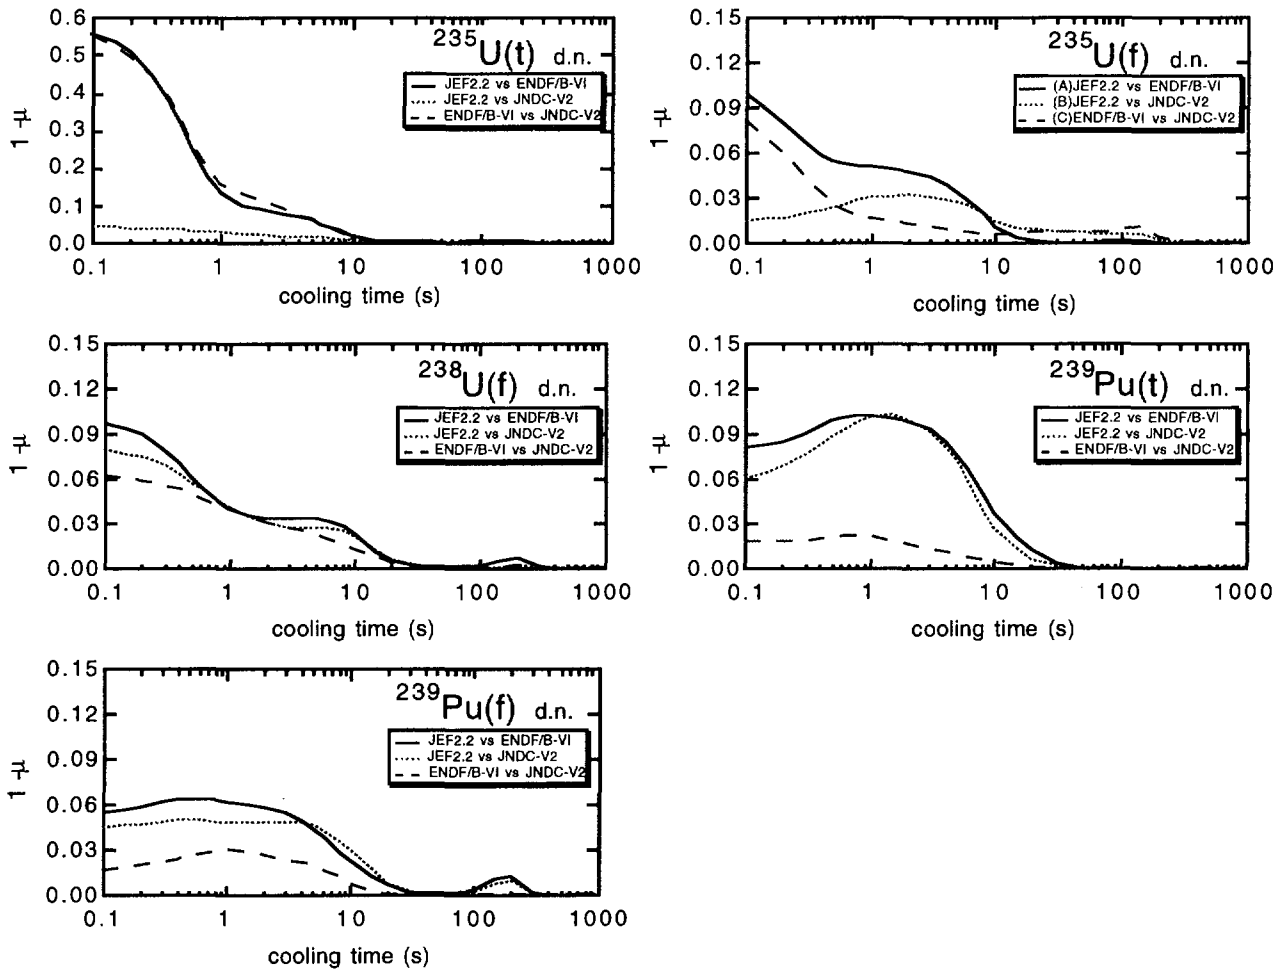 0.6
0.5
0.4
0.3
0.2
0.1
0.0
1 -μ
235U(t) d.n.
JEF2.2 vs ENDF/B-VI
JEF2.2 vs JNDC-V2
ENDF/B-VI vs JNDC-V2
0.1 1 10 100 1000
cooling time (s)
0.15
0.12
0.09
0.06
0.03
0.00
1 -μ
235U(f) d.n.
(A)JEF2.2 vs ENDF/B-VI
(B)JEF2.2 vs JNDC-V2
(C)ENDF/B-VI vs JNDC-V2
0.1 1 10 100 1000
cooling time (s)
0.15
0.12
0.09
0.06
0.03
0.00
1 -μ
238U(f) d.n.
JEF2.2 vs ENDF/B-VI
JEF2.2 vs JNDC-V2
ENDF/B-VI vs JNDC-V2
0.1 1 10 100 1000
cooling time (s)
0.15
0.12
0.09
0.06
0.03
0.00
1 -μ
239Pu(t) d.n.
JEF2.2 vs ENDF/B-VI
JEF2.2 vs JNDC-V2
ENDF/B-VI vs JNDC-V2
0.1 1 10 100 1000
cooling time (s)
0.15
0.12
0.09
0.06
0.03
0.00
1 -μ
239Pu(f) d.n.
JEF2.2 vs ENDF/B-VI
JEF2.2 vs JNDC-V2
ENDF/B-VI vs JNDC-V2
0.1 1 10 100 1000
cooling time (s)